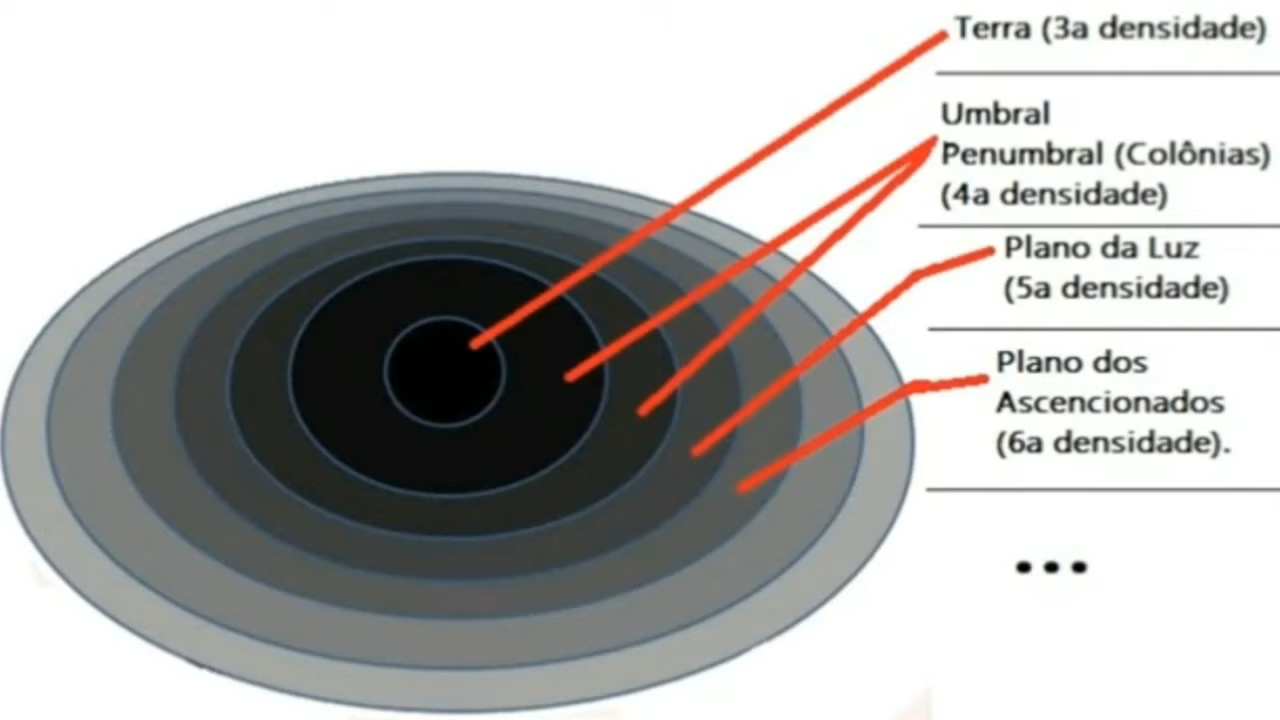 Terra (3a densidade)
Umbral
Penumbral (Colônias)
(4a densidade)
Plano da Luz
(5a densidade)
Plano dos
Ascencionados
(6a densidade).
...